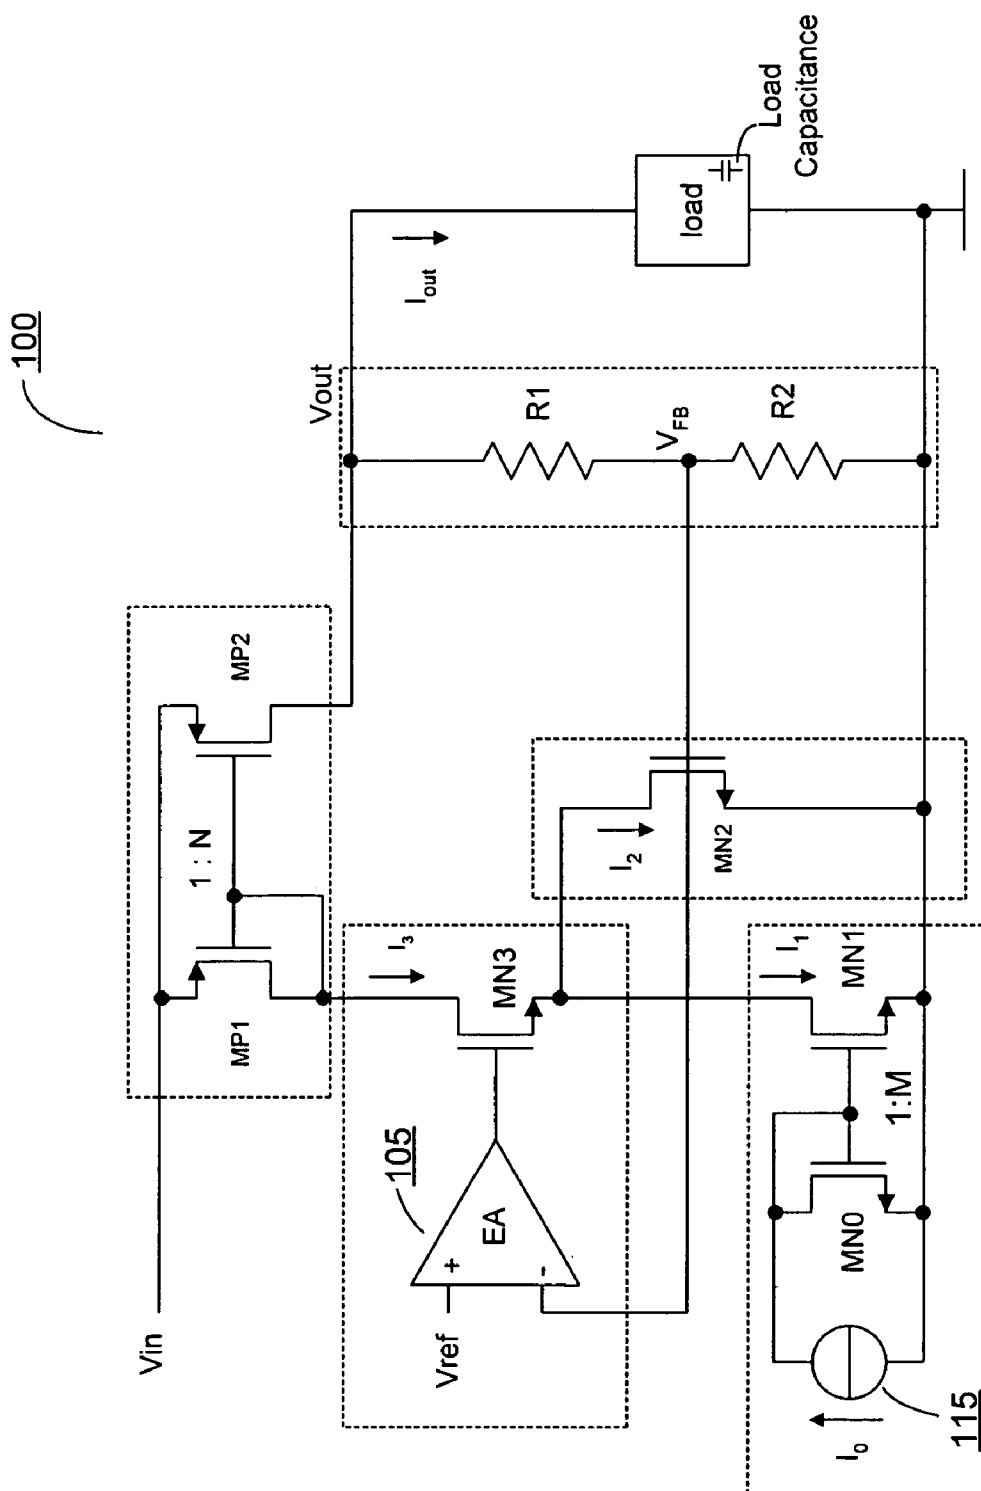 100
Vin
MP1
1 : N
MP2
Vout
I3
Iout
105
Vref
+
-
EA
MN3
I2
MN2
R1
VFB
R2
load
Load
Capacitance
I0
115
MN0
1:M
I1
MN1